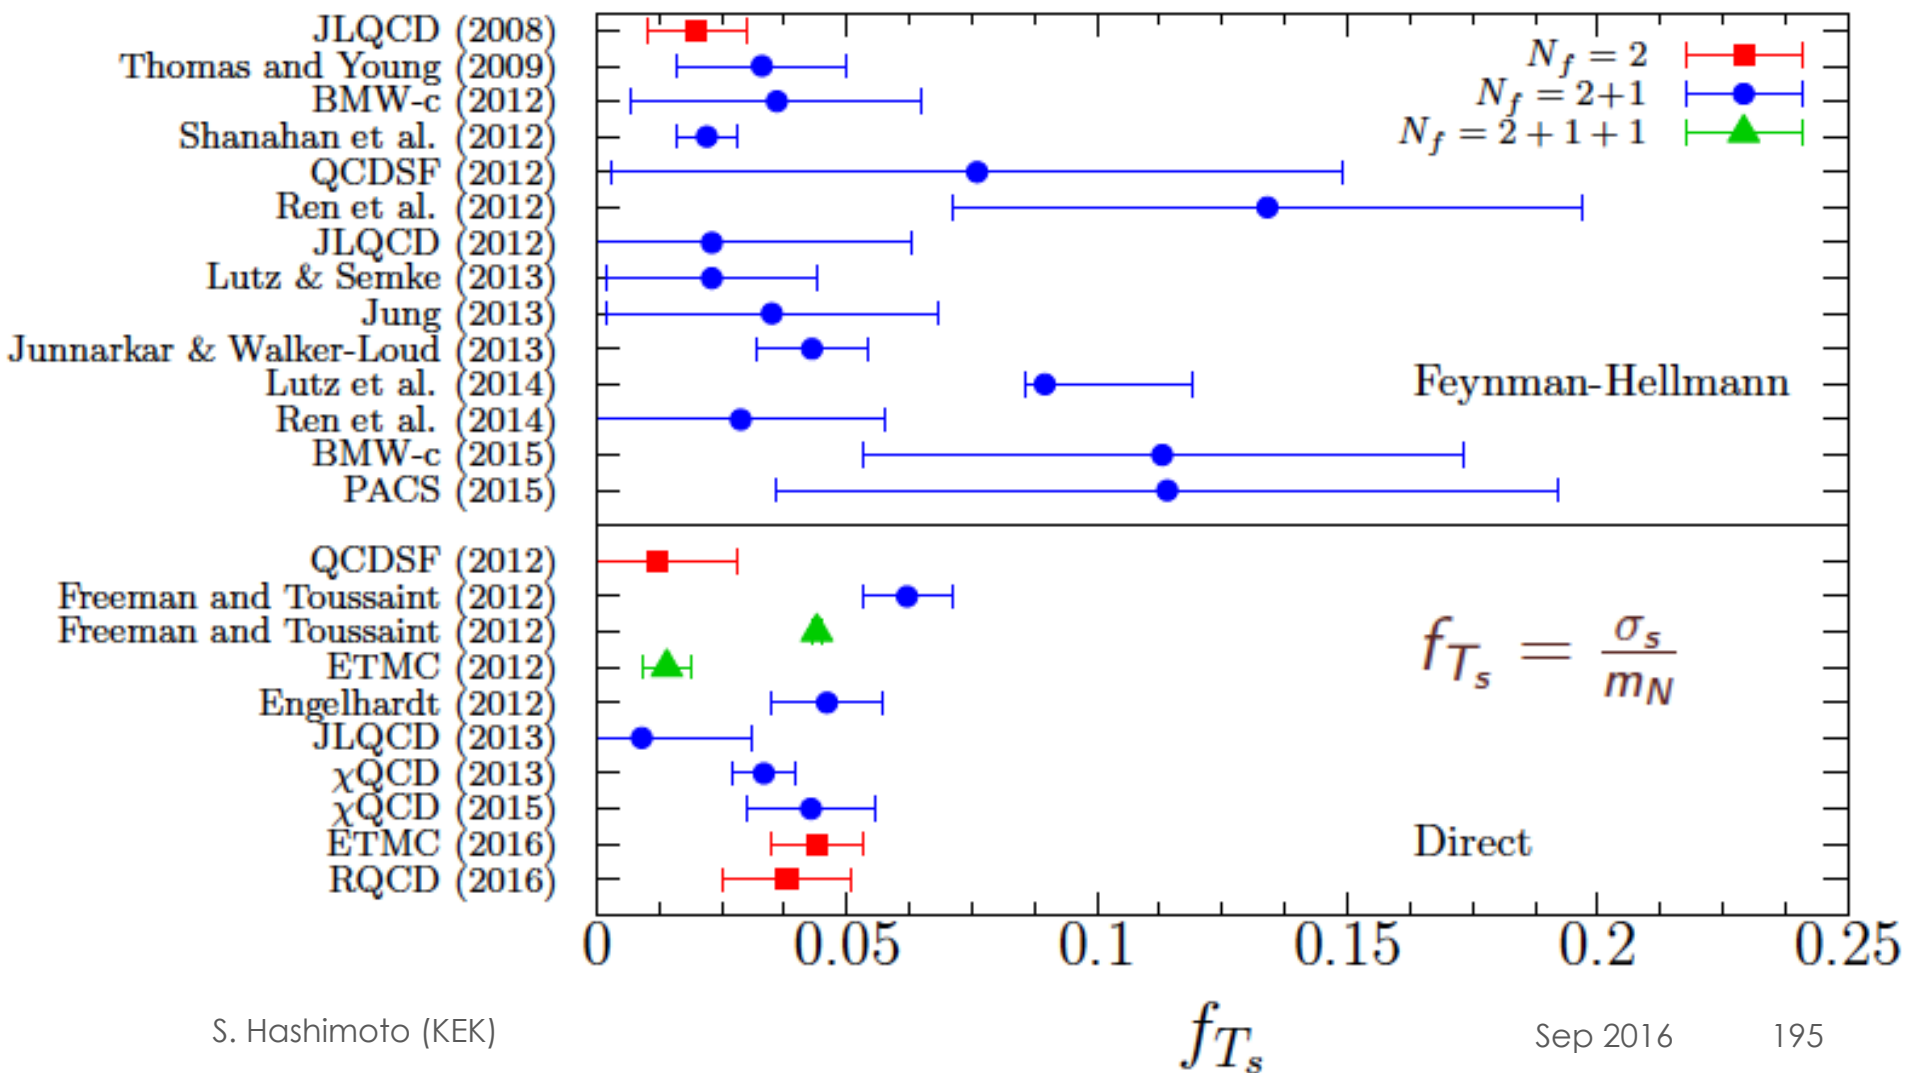 JLQCD (2008)
Thomas and Young (2009)
BMW-c (2012)
Shanahan et al. (2012)
QCDSF (2012)
Ren et al. (2012)
JLQCD (2012)
Lutz & Semke (2013)
Jung (2013)
Junnarkar & Walker-Loud (2013)
Lutz et al. (2014)
Ren et al. (2014)
BMW-c (2015)
PACS (2015)
N_f = 2
N_f = 2+1
N_f = 2 + 1 + 1
Feynman-Hellmann
QCDSF (2012)
Freeman and Toussaint (2012)
Freeman and Toussaint (2012)
ETMC (2012)
Engelhardt (2012)
JLQCD (2013)
χQCD (2013)
χQCD (2015)
ETMC (2016)
RQCD (2016)
f_{T_s} = σ_s / m_N
Direct
0 0.05 0.1 0.15 0.2 0.25
f_{T_s}
S. Hashimoto (KEK) Sep 2016 195